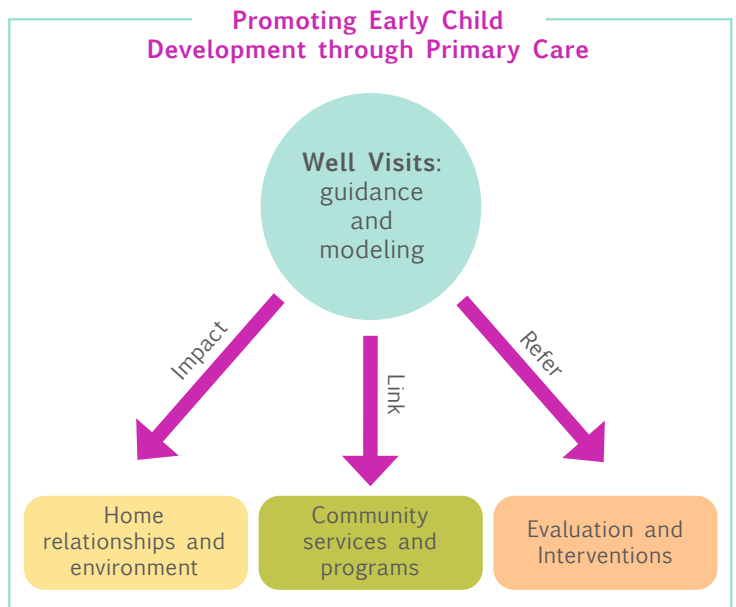 Promoting Early Child
Development through Primary Care
Well Visits:
guidance
and
modeling
Impact
Link
Refer
Home
relationships and
environment
Community
services and
programs
Evaluation and
Interventions